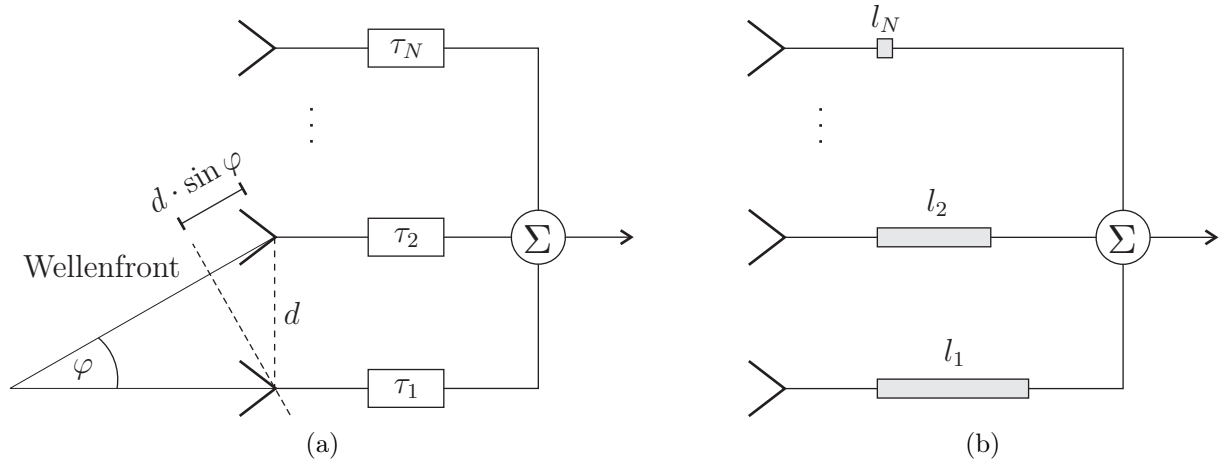 τ_N
⋮
d · sin φ
τ_2
Σ
Wellenfront
d
φ
τ_1
(a)
l_N
⋮
l_2
Σ
l_1
(b)